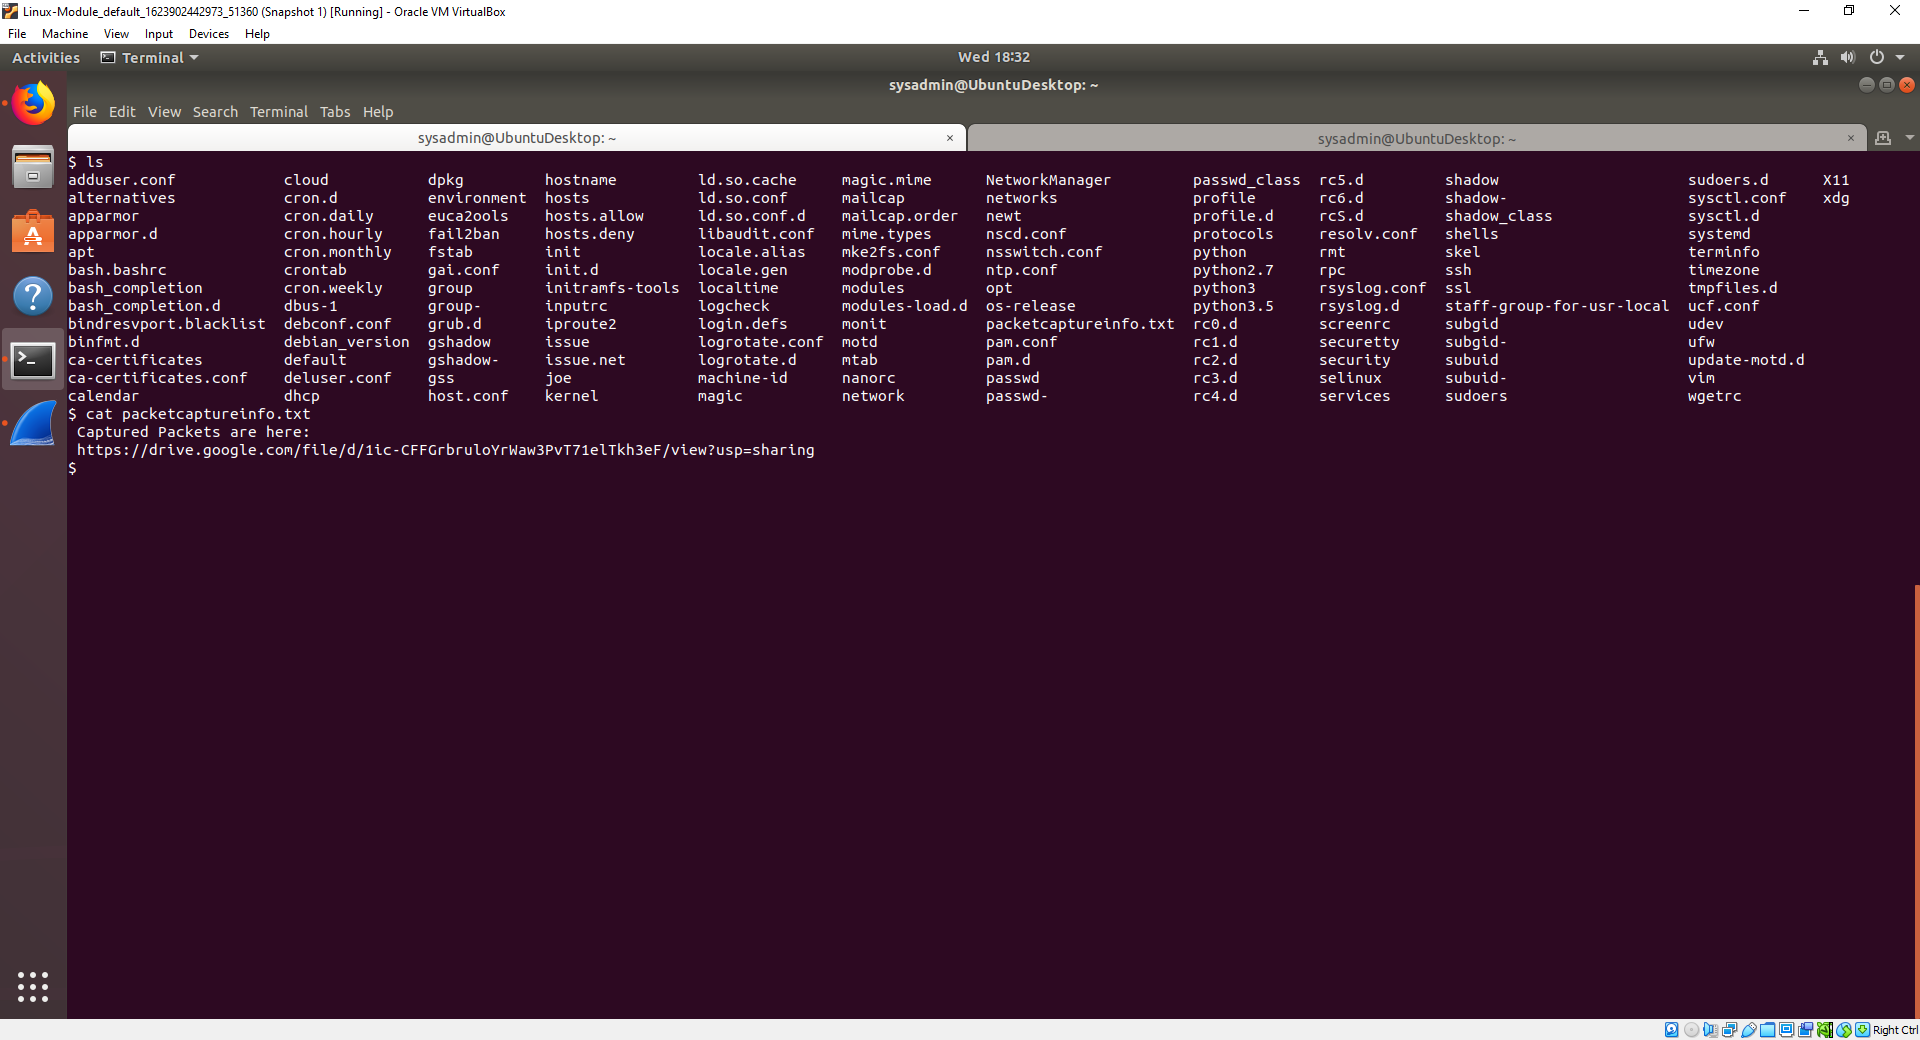 Linux-Module_default_1623902442973_51360 (Snapshot 1) [Running] - Oracle VM VirtualBox
File Machine View Input Devices Help
Activities Terminal Wed 18:32
sysadmin@UbuntuDesktop: ~
File Edit View Search Terminal Tabs Help
sysadmin@UbuntuDesktop: ~ × sysadmin@UbuntuDesktop: ~ ×
$ ls
adduser.conf cloud dpkg hostname ld.so.cache magic.mime NetworkManager passwd_class rc5.d shadow sudoers.d X11
alternatives cron.d environment hosts ld.so.conf mailcap networks profile rc6.d shadow- sysctl.conf xdg
apparmor cron.daily euca2ools hosts.allow ld.so.conf.d mailcap.order newt profile.d rcS.d shadow_class sysctl.d
apparmor.d cron.hourly fail2ban hosts.deny libaudit.conf mime.types nscd.conf protocols resolv.conf shells systemd
apt cron.monthly fstab init locale.alias mke2fs.conf nsswitch.conf python rmt skel terminfo
bash.bashrc crontab gai.conf init.d locale.gen modprobe.d ntp.conf python2.7 rpc ssh timezone
bash_completion cron.weekly group initramfs-tools localtime modules opt python3 rsyslog.conf ssl tmpfiles.d
bash_completion.d dbus-1 group- inputrc logcheck modules-load.d os-release python3.5 rsyslog.d staff-group-for-usr-local ucf.conf
bindresvport.blacklist debconf.conf grub.d iproute2 login.defs monit packetcaptureinfo.txt rc0.d screenrc subgid udev
binfmt.d debian_version gshadow issue logrotate.conf motd pam.conf rc1.d securetty subgid- ufw
ca-certificates default gshadow- issue.net logrotate.d mtab pam.d rc2.d security subuid update-motd.d
ca-certificates.conf deluser.conf gss joe machine-id nanorc passwd rc3.d selinux subuid- vim
calendar dhcp host.conf kernel magic network passwd- rc4.d services sudoers wgetrc
$ cat packetcaptureinfo.txt
Captured Packets are here:
https://drive.google.com/file/d/1ic-CFFGrbruloYrWaw3PvT71elTkh3eF/view?usp=sharing
$
Right Ctrl